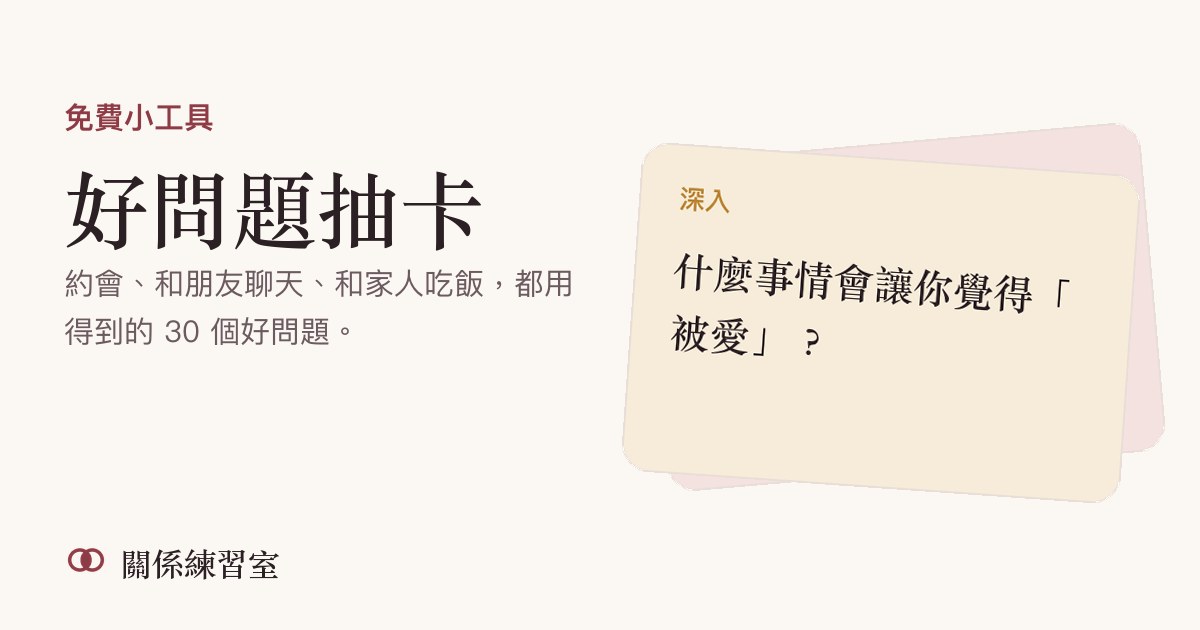 免費小工具
好問題抽卡
約會、和朋友聊天、和家人吃飯，都用
得到的 30 個好問題。
深入
什麼事情會讓你覺得「
被愛」？
關係練習室